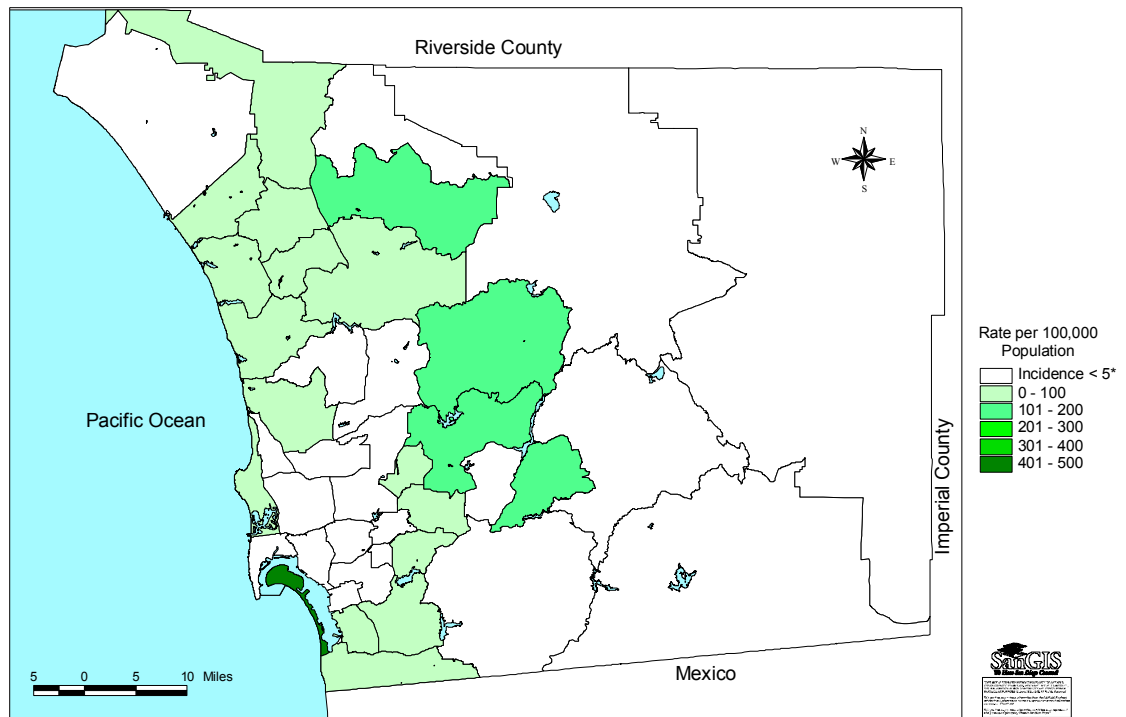 Riverside County
N
W
E
S
Pacific Ocean
Imperial County
Rate per 100,000
Population
Incidence < 5*
0 - 100
101 - 200
201 - 300
301 - 400
401 - 500
5 0 5 10 Miles
Mexico
SanGIS